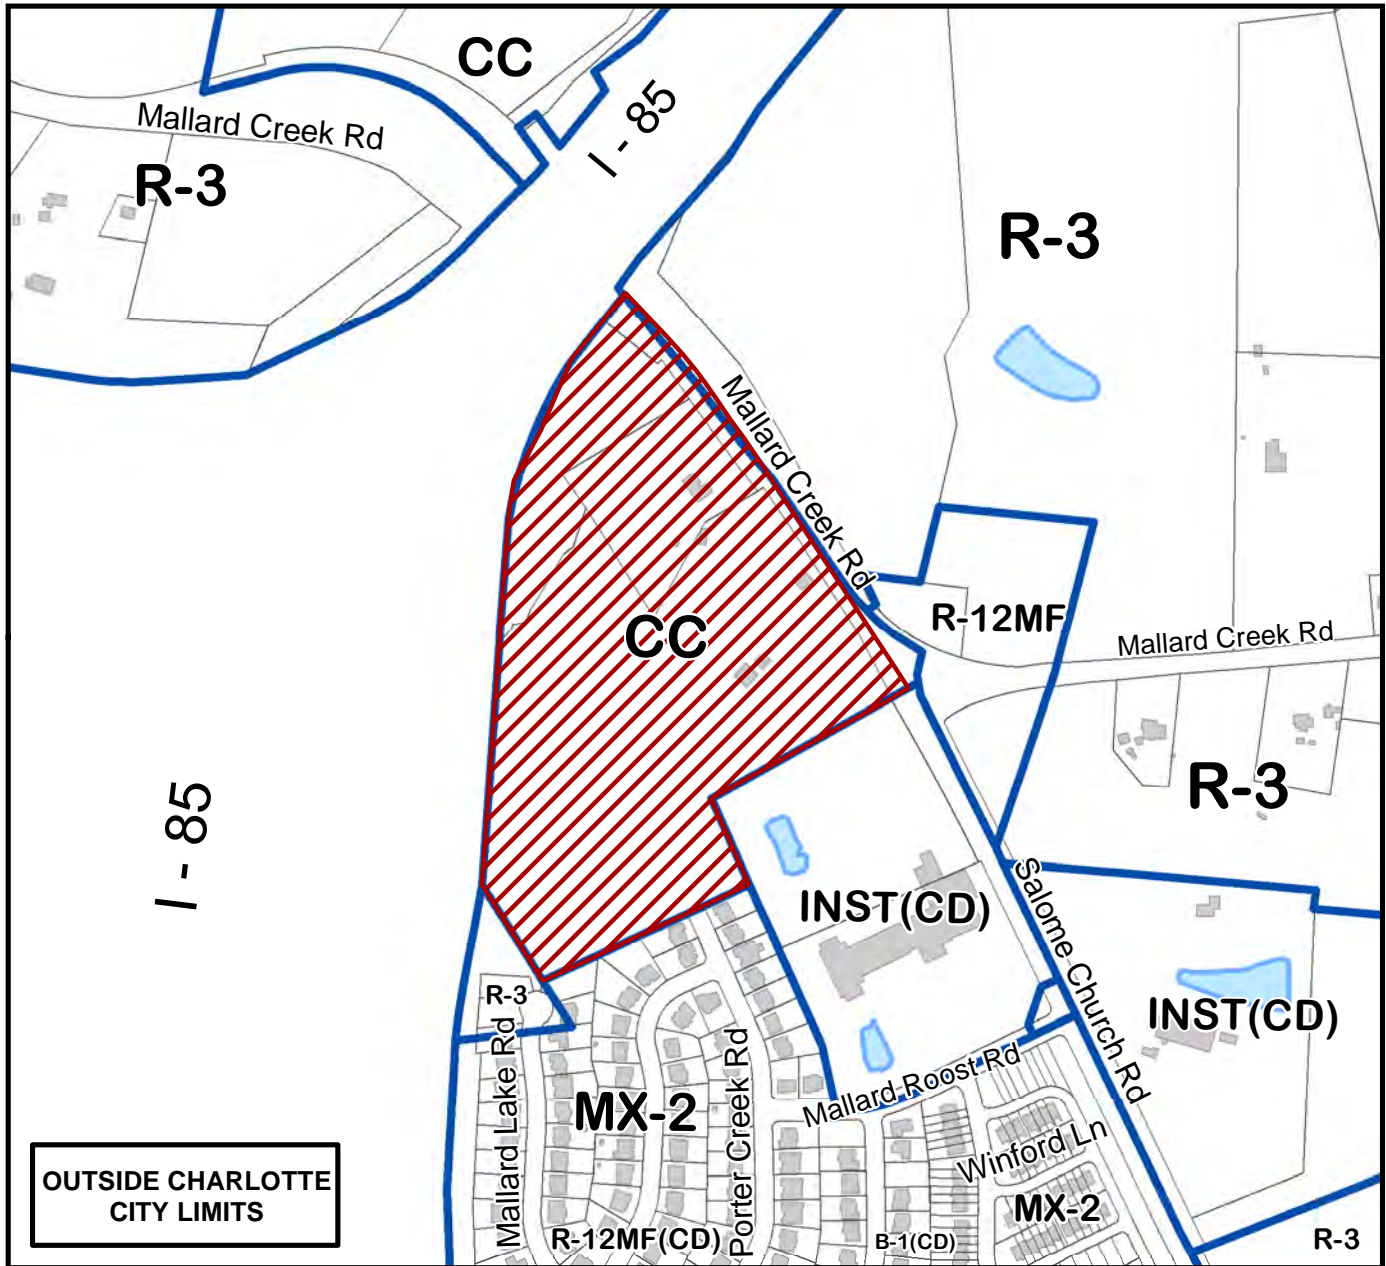 CC
I - 85
Mallard Creek Rd
R-3
R-3
Mallard Creek Rd
R-12MF
Mallard Creek Rd
CC
R-3
I - 85
INST(CD)
Salome Church Rd
R-3
INST(CD)
Mallard Lake Rd
Porter Creek Rd
Mallard Roost Rd
MX-2
Winford Ln
OUTSIDE CHARLOTTE
CITY LIMITS
MX-2
R-12MF(CD)
B-1(CD)
R-3